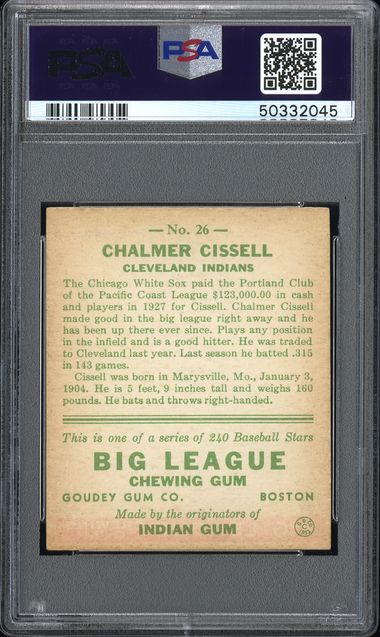 PSA
PSA
50332045
— No. 26 —
CHALMER CISSELL
CLEVELAND INDIANS
The Chicago White Sox paid the Portland Club
of the Pacific Coast League $123,000.00 in cash
and players in 1927 for Cissell. Chalmer Cissell
made good in the big league right away and he
has been up there ever since. Plays any position
in the infield and is a good hitter. He was traded
to Cleveland last year. Last season he batted .315
in 143 games.
Cissell was born in Marysville, Mo., January 3,
1904. He is 5 feet, 9 inches tall and weighs 160
pounds. He bats and throws right-handed.
This is one of a series of 240 Baseball Stars
BIG LEAGUE
CHEWING GUM
GOUDEY GUM CO. BOSTON
Made by the originators of
INDIAN GUM